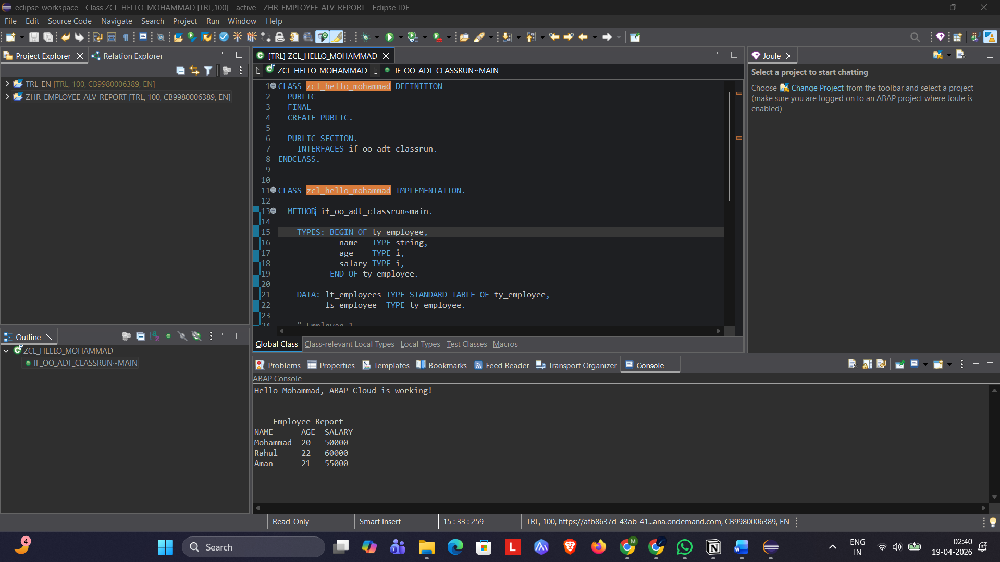 eclipse-workspace - Class ZCL_HELLO_MOHAMMAD [TRL,100] - active - ZHR_EMPLOYEE_ALV_REPORT - Eclipse IDE
File Edit Source Code Navigate Search Project Run Window Help
Project Explorer
Relation Explorer
TRL_EN [TRL, 100, CB9980006389, EN]
ZHR_EMPLOYEE_ALV_REPORT [TRL, 100, CB9980006389, EN]
[TRL] ZCL_HELLO_MOHAMMAD
ZCL_HELLO_MOHAMMAD IF_OO_ADT_CLASSRUN~MAIN
1 CLASS zcl_hello_mohammad DEFINITION
2 PUBLIC
3 FINAL
4 CREATE PUBLIC.
5
6 PUBLIC SECTION.
7 INTERFACES if_oo_adt_classrun.
8 ENDCLASS.
9
10
11 CLASS zcl_hello_mohammad IMPLEMENTATION.
12
13 METHOD if_oo_adt_classrun~main.
14
15 TYPES: BEGIN OF ty_employee,
16 name TYPE string,
17 age TYPE i,
18 salary TYPE i,
19 END OF ty_employee.
20
21 DATA: lt_employees TYPE STANDARD TABLE OF ty_employee,
22 ls_employee TYPE ty_employee.
23
24 " Employee 1
Global Class Class-relevant Local Types Local Types Test Classes Macros
Joule
Select a project to start chatting
Choose Change Project from the toolbar and select a project
(make sure you are logged on to an ABAP project where Joule is
enabled)
Outline
ZCL_HELLO_MOHAMMAD
IF_OO_ADT_CLASSRUN~MAIN
Problems Properties Templates Bookmarks Feed Reader Transport Organizer Console
ABAP Console
Hello Mohammad, ABAP Cloud is working!
--- Employee Report ---
NAME AGE SALARY
Mohammad 20 50000
Rahul 22 60000
Aman 21 55000
Read-Only Smart Insert 15 : 33 : 259 TRL, 100, https://afb8637d-43ab-41...ana.ondemand.com, CB9980006389, EN
4
Search
L
M
ENG
IN
02:40
19-04-2026